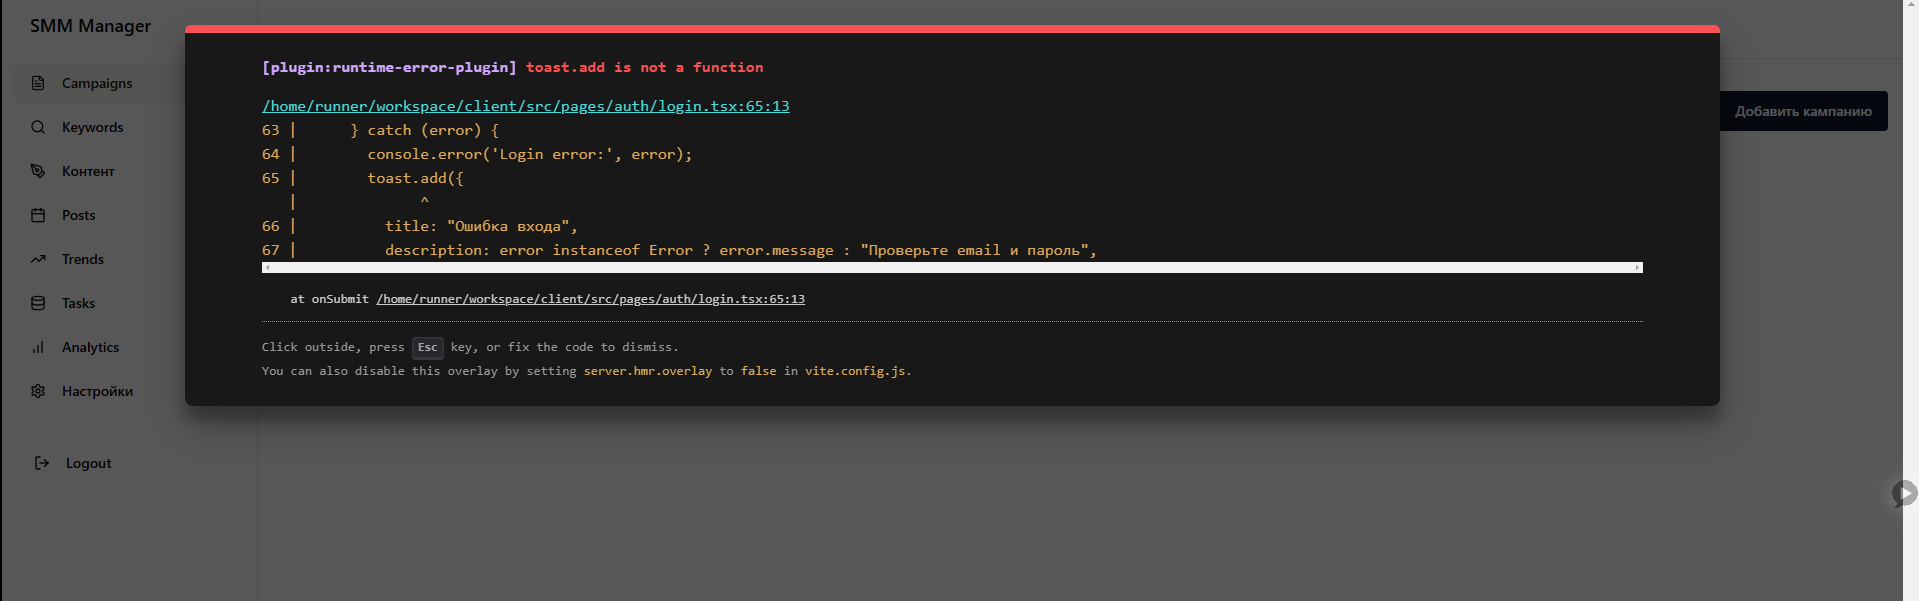 SMM Manager
Campaigns
Keywords
Контент
Posts
Trends
Tasks
Analytics
Настройки
Logout
Добавить кампанию
[plugin:runtime-error-plugin] toast.add is not a function
/home/runner/workspace/client/src/pages/auth/login.tsx:65:13
63 |      } catch (error) {
64 |        console.error('Login error:', error);
65 |        toast.add({
   |              ^
66 |          title: "Ошибка входа",
67 |          description: error instanceof Error ? error.message : "Проверьте email и пароль",
at onSubmit /home/runner/workspace/client/src/pages/auth/login.tsx:65:13
Click outside, press Esc key, or fix the code to dismiss.
You can also disable this overlay by setting server.hmr.overlay to false in vite.config.js.